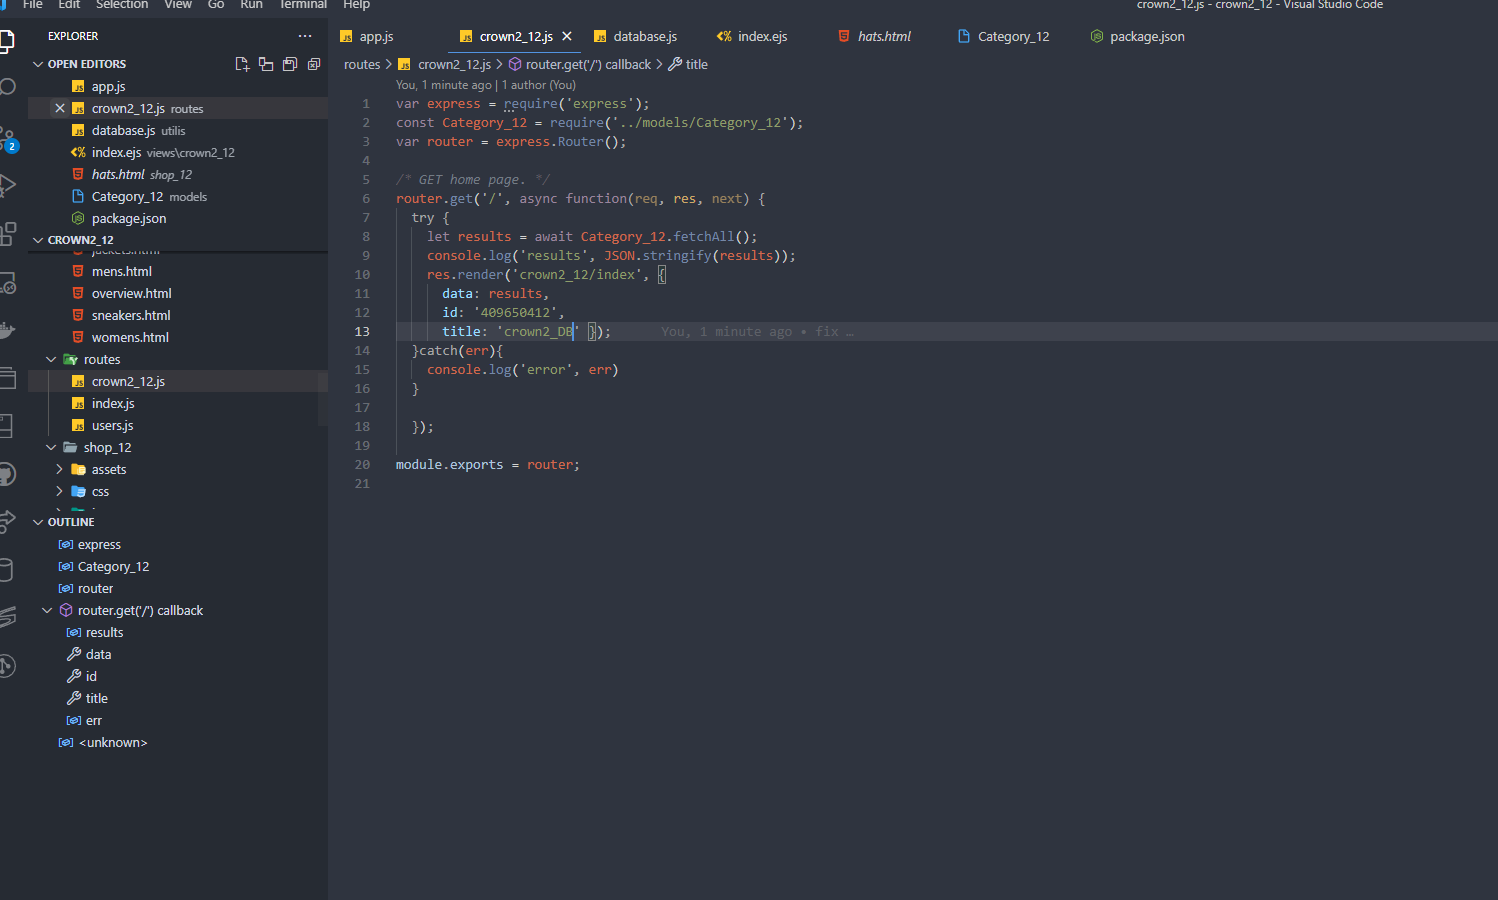 File Edit Selection View Go Run Terminal Help
crown2_12.js - crown2_12 - Visual Studio Code
EXPLORER
OPEN EDITORS
app.js
crown2_12.js routes
database.js utilis
index.ejs views\crown2_12
hats.html shop_12
Category_12 models
package.json
CROWN2_12
jackets.html
mens.html
overview.html
sneakers.html
womens.html
routes
crown2_12.js
index.js
users.js
shop_12
assets
css
OUTLINE
express
Category_12
router
router.get('/') callback
results
data
id
title
err
<unknown>
2
app.js crown2_12.js database.js index.ejs hats.html Category_12 package.json
routes > crown2_12.js > router.get('/') callback > title
You, 1 minute ago | 1 author (You)
1 var express = require('express');
2 const Category_12 = require('../models/Category_12');
3 var router = express.Router();
4
5 /* GET home page. */
6 router.get('/', async function(req, res, next) {
7 try {
8 let results = await Category_12.fetchAll();
9 console.log('results', JSON.stringify(results));
10 res.render('crown2_12/index', {
11 data: results,
12 id: '409650412',
13 title: 'crown2_DB' }); You, 1 minute ago • fix …
14 }catch(err){
15 console.log('error', err)
16 }
17
18 });
19
20 module.exports = router;
21